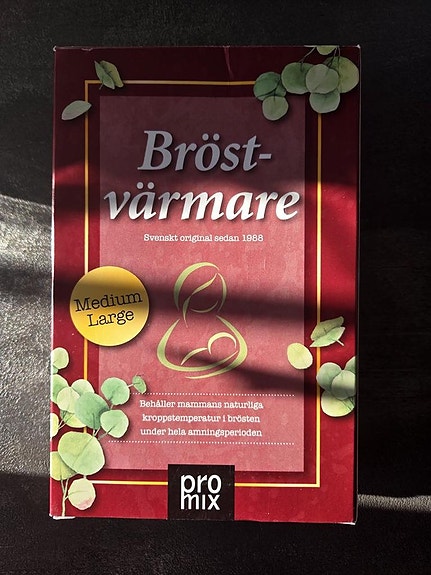 Bröst-
värmare
Svenskt original sedan 1988
Medium
Large
Behåller mammans naturliga
kroppstemperatur i brösten
under hela amningsperioden
pro
mix